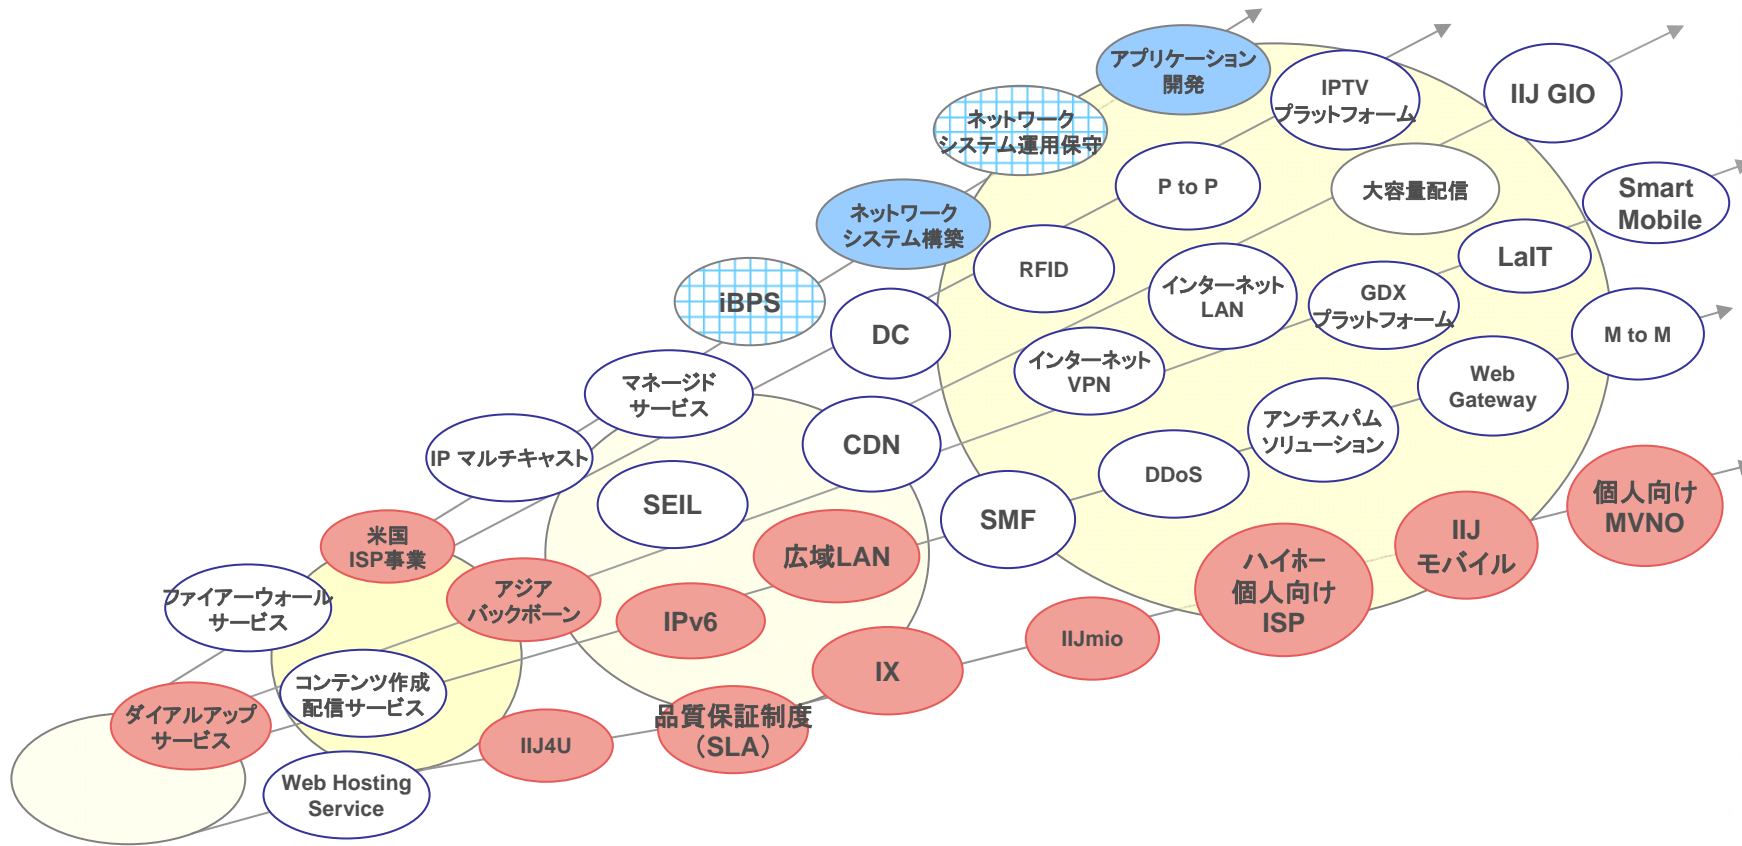 アプリケーション
開発
IPTV
プラットフォーム
IIJ GIO
ネットワーク
システム運用保守
P to P
大容量配信
Smart
Mobile
ネットワーク
システム構築
RFID
インターネット
LAN
GDX
プラットフォーム
LaIT
iBPS
DC
インターネット
VPN
M to M
マネージド
サービス
Web
Gateway
IP マルチキャスト
CDN
アンチスパム
ソリューション
SEIL
DDoS
SMF
個人向け
MVNO
米国
ISP事業
広域LAN
IIJ
モバイル
ファイアーウォール
サービス
アジア
バックボーン
IPv6
ハイホー
個人向け
ISP
IIJmio
IX
コンテンツ作成
配信サービス
ダイアルアップ
サービス
IIJ4U
品質保証制度
（SLA）
Web Hosting
Service